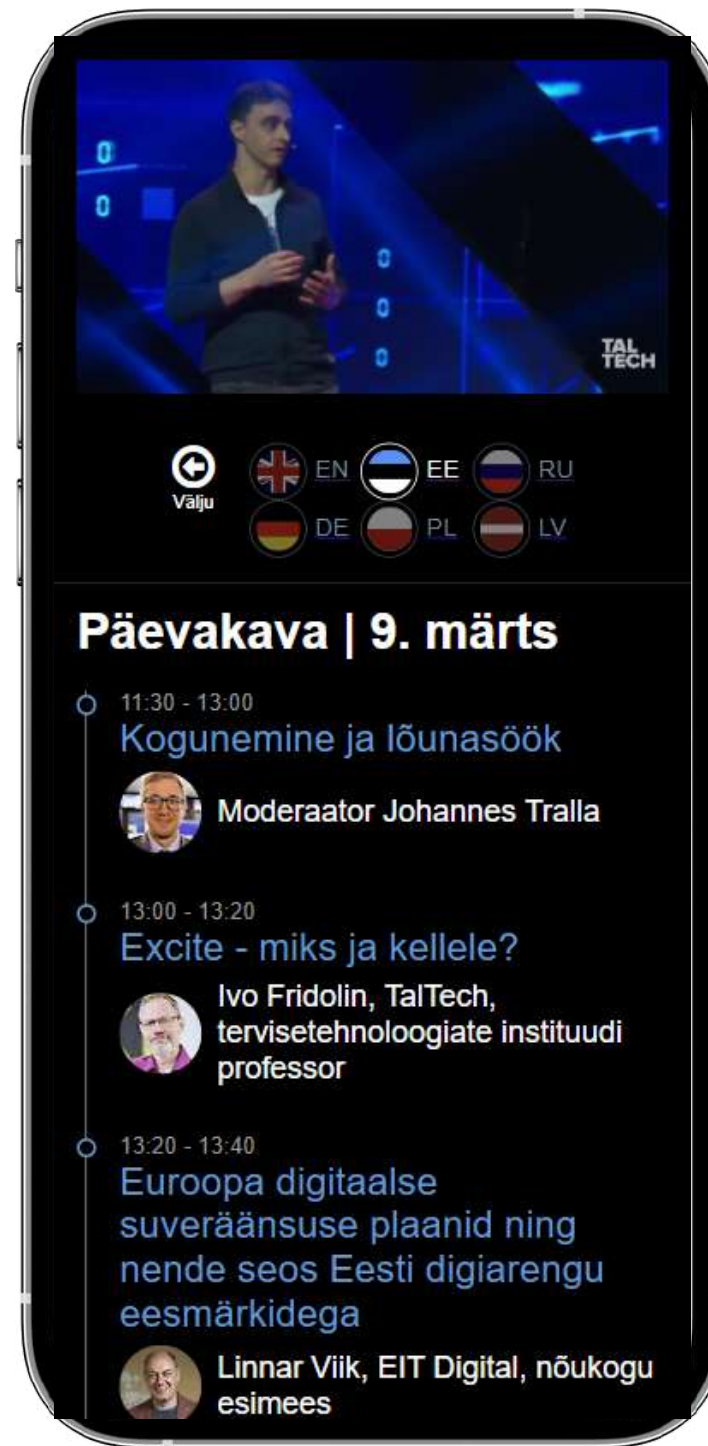 0
0
0
0
0
TAL
TECH
Välju
EN
EE
RU
DE
PL
LV
Päevakava | 9. märts
11:30 - 13:00
Kogunemine ja lõunasöök
Moderaator Johannes Tralla
13:00 - 13:20
Excite - miks ja kellele?
Ivo Fridolin, TalTech,
tervisetehnoloogiate instituudi
professor
13:20 - 13:40
Euroopa digitaalse
suveräänsuse plaanid ning
nende seos Eesti digiarengu
eesmärkidega
Linnar Viik, EIT Digital, nõukogu
esimees